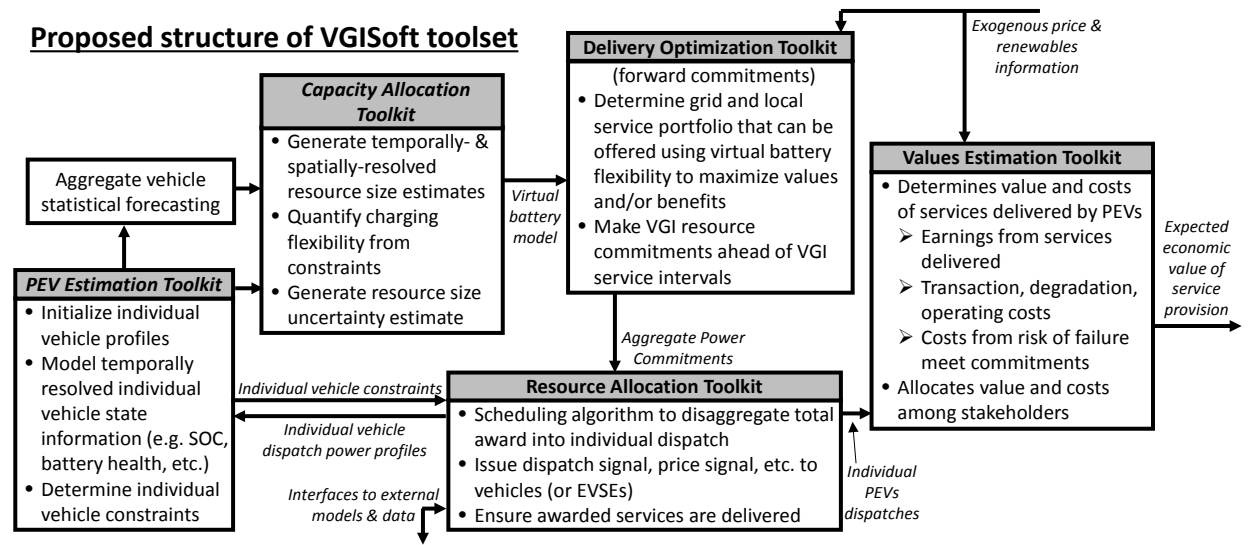 Proposed structure of VGISoft toolset
Exogenous price &
renewables
information
Delivery Optimization Toolkit
(forward commitments)
• Determine grid and local
service portfolio that can be
offered using virtual battery
flexibility to maximize values
and/or benefits
• Make VGI resource
commitments ahead of VGI
service intervals
Capacity Allocation
Toolkit
• Generate temporally- &
spatially-resolved
resource size estimates
• Quantify charging
flexibility from
constraints
• Generate resource size
uncertainty estimate
Virtual
battery
model
Aggregate vehicle
statistical forecasting
PEV Estimation Toolkit
• Initialize individual
vehicle profiles
• Model temporally
resolved individual
vehicle state
information (e.g. SOC,
battery health, etc.)
• Determine individual
vehicle constraints
Values Estimation Toolkit
• Determines value and costs
of services delivered by PEVs
➢ Earnings from services
delivered
➢ Transaction, degradation,
operating costs
➢ Costs from risk of failure
meet commitments
• Allocates value and costs
among stakeholders
Expected
economic
value of
service
provision
Aggregate Power
Commitments
Individual vehicle constraints
Individual vehicle
dispatch power profiles
Resource Allocation Toolkit
• Scheduling algorithm to disaggregate total
award into individual dispatch
• Issue dispatch signal, price signal, etc. to
vehicles (or EVSEs)
• Ensure awarded services are delivered
Interfaces to external
models & data
Individual
PEVs
dispatches